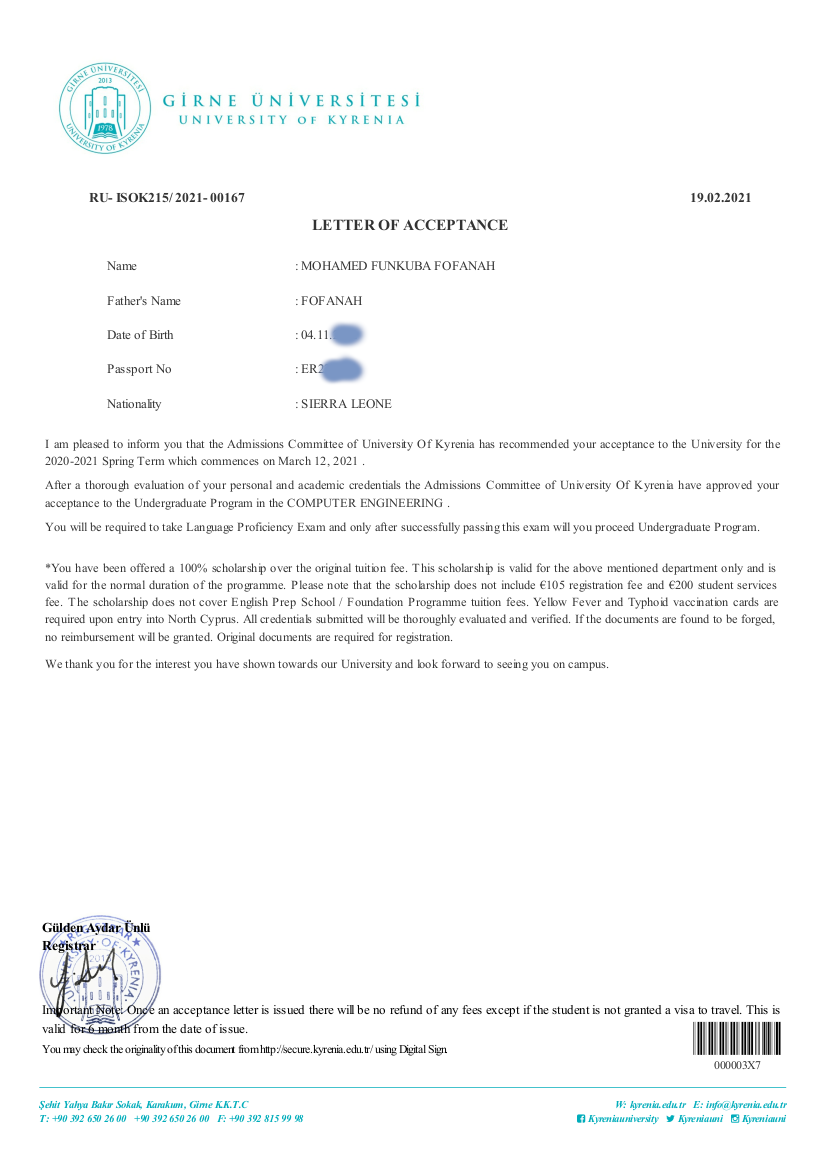 GİRNE ÜNİVERSİTESİ
2013
1978
UNIVERSITY OF KYRENIA
GİRNE ÜNİVERSİTESİ
UNIVERSITY OF KYRENIA
RU- ISOK215/ 2021- 00167 19.02.2021
LETTER OF ACCEPTANCE
Name : MOHAMED FUNKUBA FOFANAH
Father's Name : FOFANAH
Date of Birth : 04.11.
Passport No : ER2
Nationality : SIERRA LEONE
I am pleased to inform you that the Admissions Committee of University Of Kyrenia has recommended your acceptance to the University for the
2020-2021 Spring Term which commences on March 12, 2021 .
After a thorough evaluation of your personal and academic credentials the Admissions Committee of University Of Kyrenia have approved your
acceptance to the Undergraduate Program in the COMPUTER ENGINEERING .
You will be required to take Language Proficiency Exam and only after successfully passing this exam will you proceed Undergraduate Program.
*You have been offered a 100% scholarship over the original tuition fee. This scholarship is valid for the above mentioned department only and is
valid for the normal duration of the programme. Please note that the scholarship does not include €105 registration fee and €200 student services
fee. The scholarship does not cover English Prep School / Foundation Programme tuition fees. Yellow Fever and Typhoid vaccination cards are
required upon entry into North Cyprus. All credentials submitted will be thoroughly evaluated and verified. If the documents are found to be forged,
no reimbursement will be granted. Original documents are required for registration.
We thank you for the interest you have shown towards our University and look forward to seeing you on campus.
Gülden Aydar Ünlü
Registrar
Important Note: Once an acceptance letter is issued there will be no refund of any fees except if the student is not granted a visa to travel. This is
valid for 6 month from the date of issue.
You may check the originality of this document from http://secure.kyrenia.edu.tr/ using Digital Sign.
000003X7
Şehit Yahya Bakır Sokak, Karakum, Girne K.K.T.C W: kyrenia.edu.tr E: info@kyrenia.edu.tr
T: +90 392 650 26 00 +90 392 650 26 00 F: +90 392 815 99 98 Kyreniauniversity Kyreniauni Kyreniauni